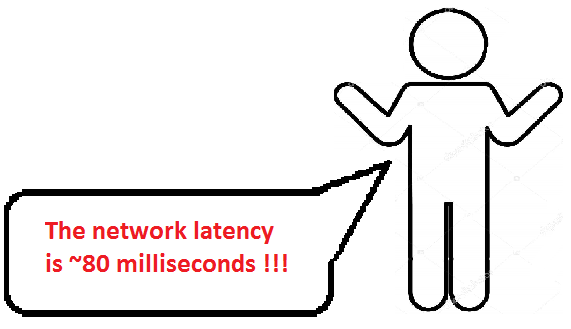 The network latency
is ~80 milliseconds !!!